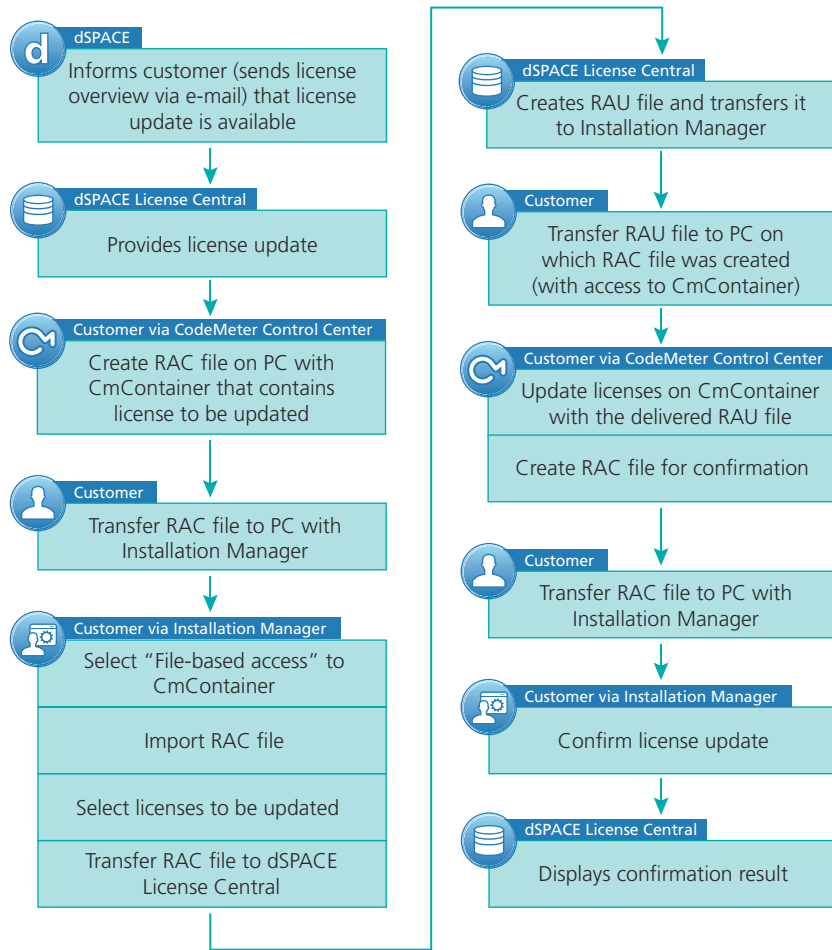 d
dSPACE
Informs customer (sends license
overview via e-mail) that license
update is available
dSPACE License Central
Provides license update
Customer via CodeMeter Control Center
Create RAC file on PC with
CmContainer that contains
license to be updated
Customer
Transfer RAC file to PC with
Installation Manager
Customer via Installation Manager
Select “File-based access” to
CmContainer
Import RAC file
Select licenses to be updated
Transfer RAC file to dSPACE
License Central
dSPACE License Central
Creates RAU file and transfers it
to Installation Manager
Customer
Transfer RAU file to PC on
which RAC file was created
(with access to CmContainer)
Customer via CodeMeter Control Center
Update licenses on CmContainer
with the delivered RAU file
Create RAC file for confirmation
Customer
Transfer RAC file to PC with
Installation Manager
Customer via Installation Manager
Confirm license update
dSPACE License Central
Displays confirmation result